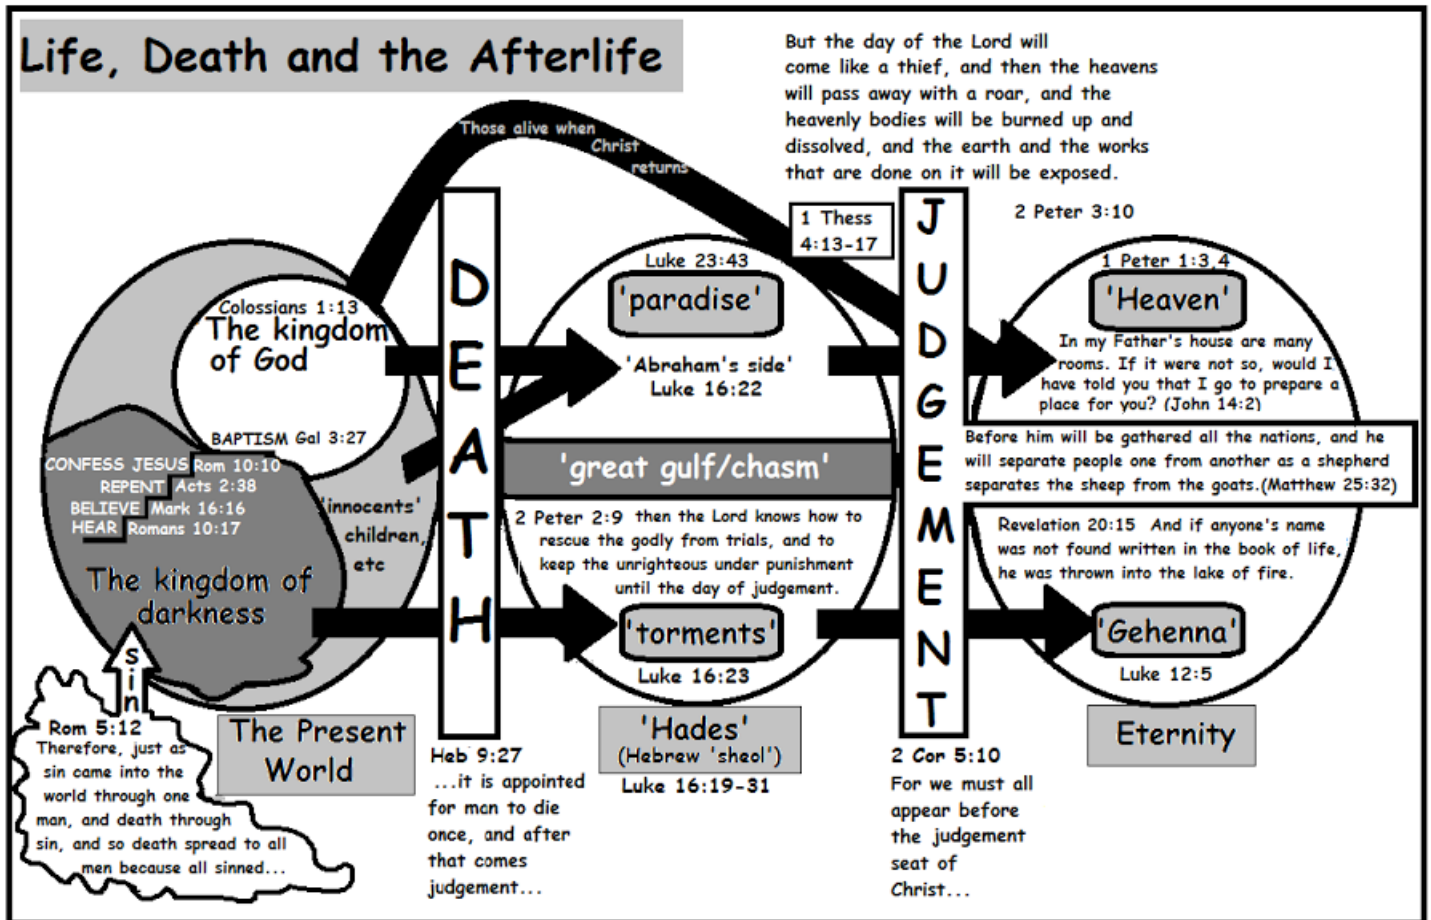 Life, Death and the Afterlife
But the day of the Lord will
come like a thief, and then the heavens
will pass away with a roar, and the
heavenly bodies will be burned up and
dissolved, and the earth and the works
that are done on it will be exposed.
2 Peter 3:10
Those alive when
Christ
returns
1 Thess
4:13-17
Colossians 1:13
The kingdom
of God
BAPTISM Gal 3:27
CONFESS JESUS Rom 10:10
REPENT Acts 2:38
BELIEVE Mark 16:16
HEAR Romans 10:17
The kingdom of
darkness
'innocents'
children,
etc
sin
Rom 5:12
Therefore, just as
sin came into the
world through one
man, and death through
sin, and so death spread to all
men because all sinned...
The Present
World
DEATH
Heb 9:27
...it is appointed
for man to die
once, and after
that comes
judgement...
Luke 23:43
'paradise'
'Abraham's side'
Luke 16:22
'great gulf/chasm'
2 Peter 2:9 then the Lord knows how to
rescue the godly from trials, and to
keep the unrighteous under punishment
until the day of judgement.
'torments'
Luke 16:23
'Hades'
(Hebrew 'sheol')
Luke 16:19-31
JUDGEMENT
2 Cor 5:10
For we must all
appear before
the judgement
seat of
Christ...
1 Peter 1:3,4
'Heaven'
In my Father's house are many
rooms. If it were not so, would I
have told you that I go to prepare a
place for you? (John 14:2)
Before him will be gathered all the nations, and he
will separate people one from another as a shepherd
separates the sheep from the goats.(Matthew 25:32)
Revelation 20:15 And if anyone's name
was not found written in the book of life,
he was thrown into the lake of fire.
'Gehenna'
Luke 12:5
Eternity